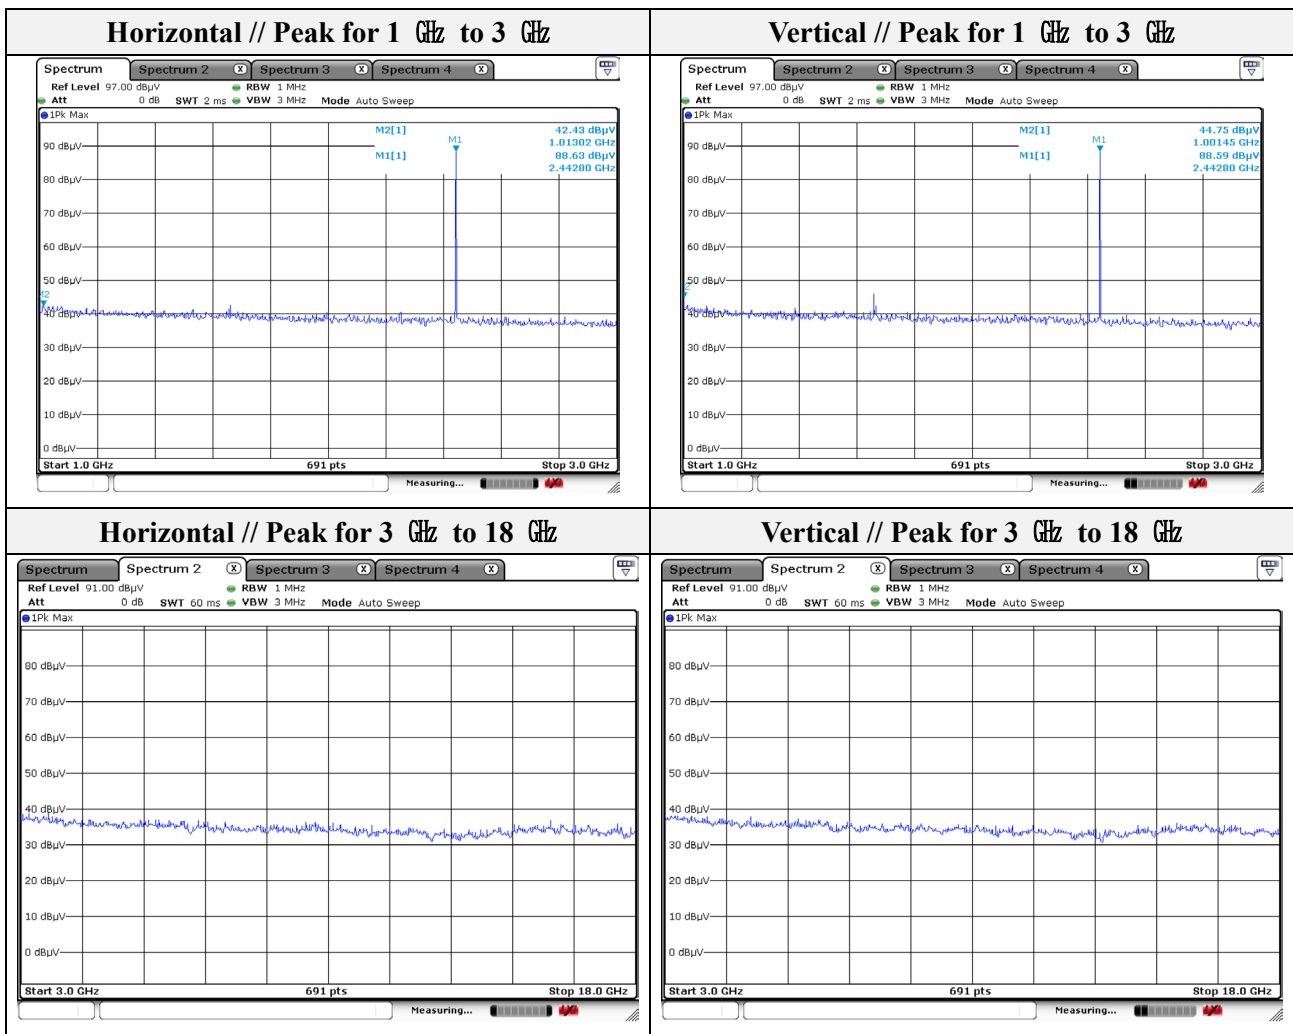 Horizontal // Peak for 1 ㎓ to 3 ㎓
Spectrum Spectrum 2 Spectrum 3 Spectrum 4
Ref Level 97.00 dBµV RBW 1 MHz
Att 0 dB SWT 2 ms VBW 3 MHz Mode Auto Sweep
1Pk Max
M2[1] 42.43 dBµV
1.01302 GHz
M1[1] 88.63 dBµV
2.44280 GHz
M1
90 dBµV
80 dBµV
70 dBµV
60 dBµV
50 dBµV
M2
40 dBµV
30 dBµV
20 dBµV
10 dBµV
0 dBµV
Start 1.0 GHz 691 pts Stop 3.0 GHz
Measuring...
Vertical // Peak for 1 ㎓ to 3 ㎓
Spectrum Spectrum 2 Spectrum 3 Spectrum 4
Ref Level 97.00 dBµV RBW 1 MHz
Att 0 dB SWT 2 ms VBW 3 MHz Mode Auto Sweep
1Pk Max
M2[1] 44.75 dBµV
1.00145 GHz
M1[1] 88.59 dBµV
2.44280 GHz
M1
90 dBµV
80 dBµV
70 dBµV
60 dBµV
50 dBµV
2
40 dBµV
30 dBµV
20 dBµV
10 dBµV
0 dBµV
Start 1.0 GHz 691 pts Stop 3.0 GHz
Measuring...
Horizontal // Peak for 3 ㎓ to 18 ㎓
Spectrum Spectrum 2 Spectrum 3 Spectrum 4
Ref Level 91.00 dBµV RBW 1 MHz
Att 0 dB SWT 60 ms VBW 3 MHz Mode Auto Sweep
1Pk Max
80 dBµV
70 dBµV
60 dBµV
50 dBµV
40 dBµV
30 dBµV
20 dBµV
10 dBµV
0 dBµV
Start 3.0 GHz 691 pts Stop 18.0 GHz
Measuring...
Vertical // Peak for 3 ㎓ to 18 ㎓
Spectrum Spectrum 2 Spectrum 3 Spectrum 4
Ref Level 91.00 dBµV RBW 1 MHz
Att 0 dB SWT 60 ms VBW 3 MHz Mode Auto Sweep
1Pk Max
80 dBµV
70 dBµV
60 dBµV
50 dBµV
40 dBµV
30 dBµV
20 dBµV
10 dBµV
0 dBµV
Start 3.0 GHz 691 pts Stop 18.0 GHz
Measuring...